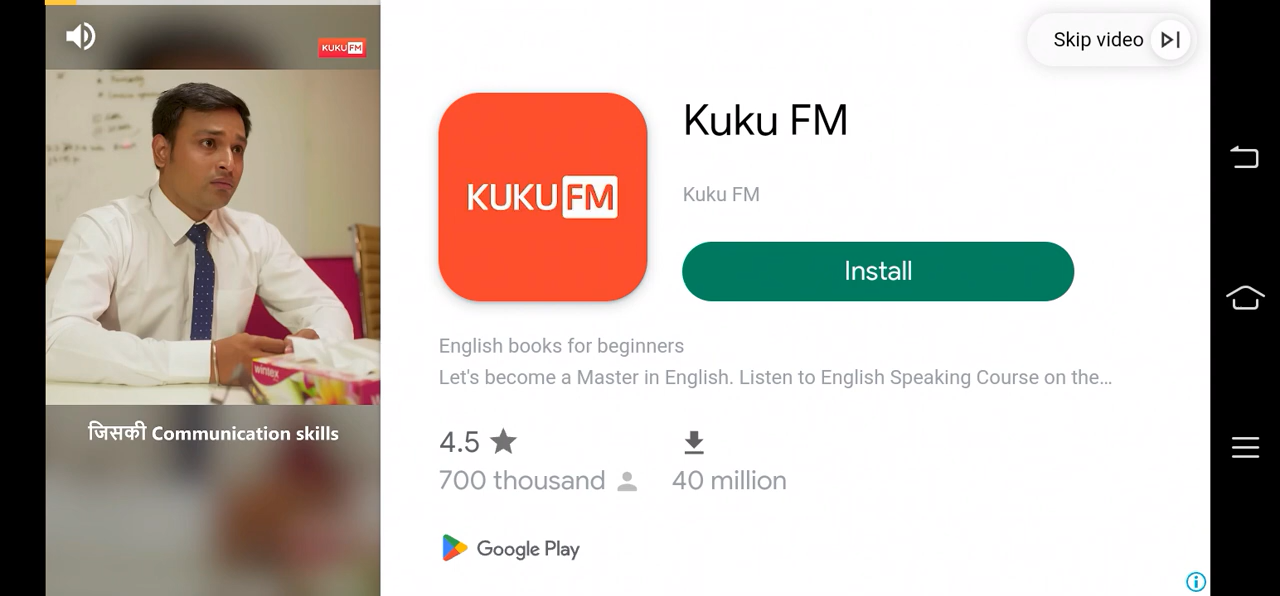 KUKU FM
wintex
जिसकी Communication skills
Skip video
KUKU FM
Kuku FM
Kuku FM
Install
English books for beginners
Let's become a Master in English. Listen to English Speaking Course on the...
4.5
700 thousand
40 million
Google Play